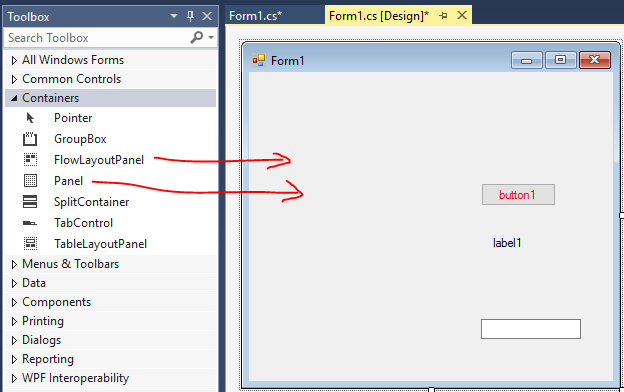 Toolbox
Search Toolbox
All Windows Forms
Common Controls
Containers
Pointer
GroupBox
FlowLayoutPanel
Panel
SplitContainer
TabControl
TableLayoutPanel
Menus & Toolbars
Data
Components
Printing
Dialogs
Reporting
WPF Interoperability
Form1.cs*
Form1.cs [Design]*
Form1
button1
label1